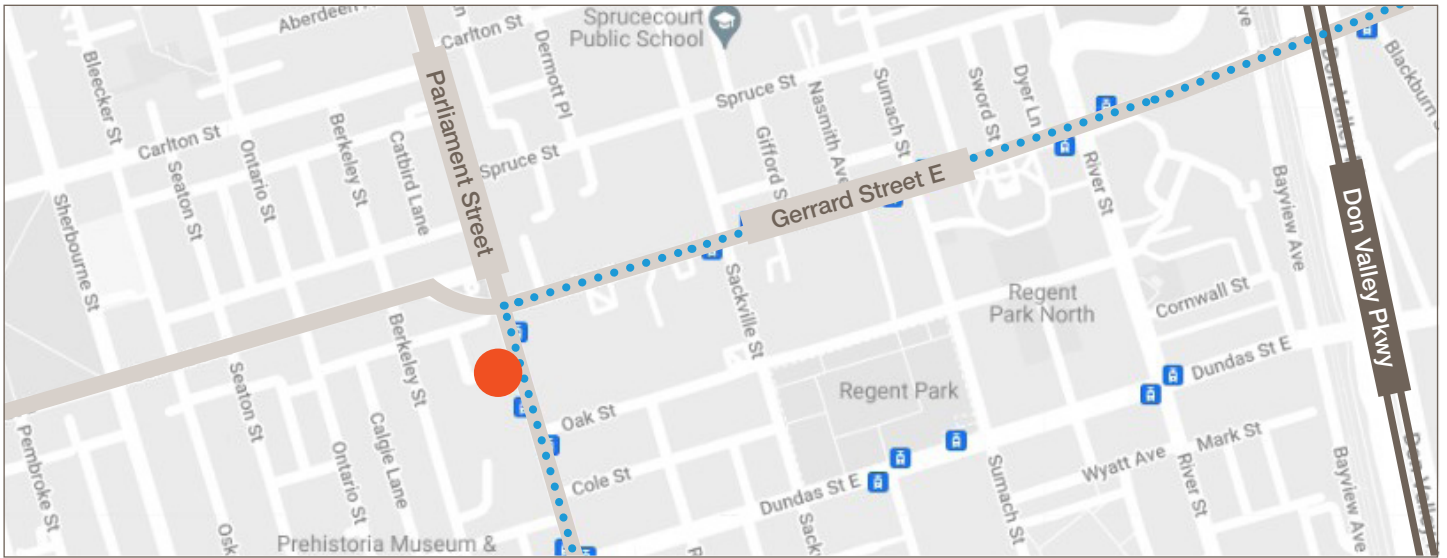 Aberdeen
Carlton St
Sprucecourt
Public School
Dermott Pl
Bleecker St
Parliament Street
Spruce St
Nasmith Ave
Sumach St
Sword St
Dyer Ln
Blackburn
Carlton St
Seaton St
Ontario St
Berkeley St
Catbird Lane
Spruce St
Gifford S
Gerrard Street E
River St
Bayview Ave
Don Valley Pkwy
Sherbourne St
Sackville St
Regent
Park North
Cornwall St
Berkeley St
Dundas St E
Seaton St
Regent Park
Oak St
Pembroke St
Ontario St
Calgie Lane
Cole St
Dundas St E
Sumach St
Wyatt Ave
Mark St
River St
Bayview Ave
Don Valley
Prehistoria Museum &